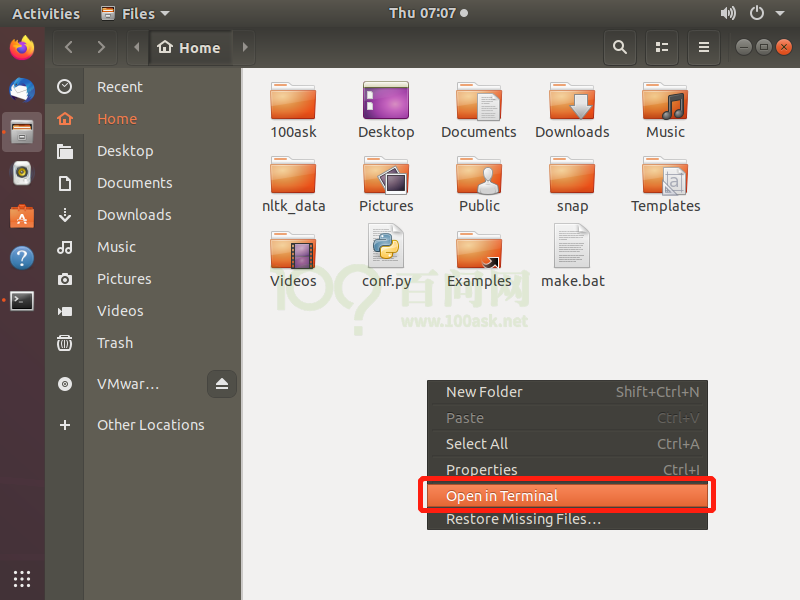 Activities Files Thu 07:07
Home
Recent
Home
Desktop
Documents
Downloads
Music
Pictures
Videos
Trash
VMwar…
Other Locations
100ask Desktop Documents Downloads Music
nltk_data Pictures Public snap Templates
Videos conf.py Examples make.bat
100 百问网
www.100ask.net
New Folder Shift+Ctrl+N
Paste Ctrl+V
Select All Ctrl+A
Properties Ctrl+I
Open in Terminal
Restore Missing Files…